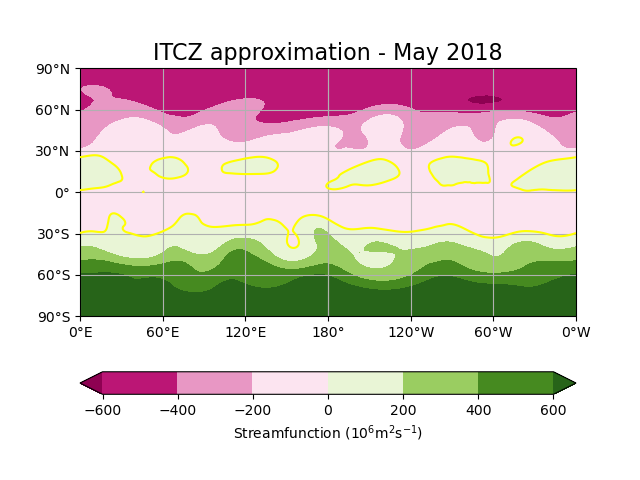 ITCZ approximation - May 2018
90°N
60°N
30°N
0°
30°S
60°S
90°S
0°E 60°E 120°E 180° 120°W 60°W 0°W
−600 −400 −200 0 200 400 600
Streamfunction (10⁶m²s⁻¹)